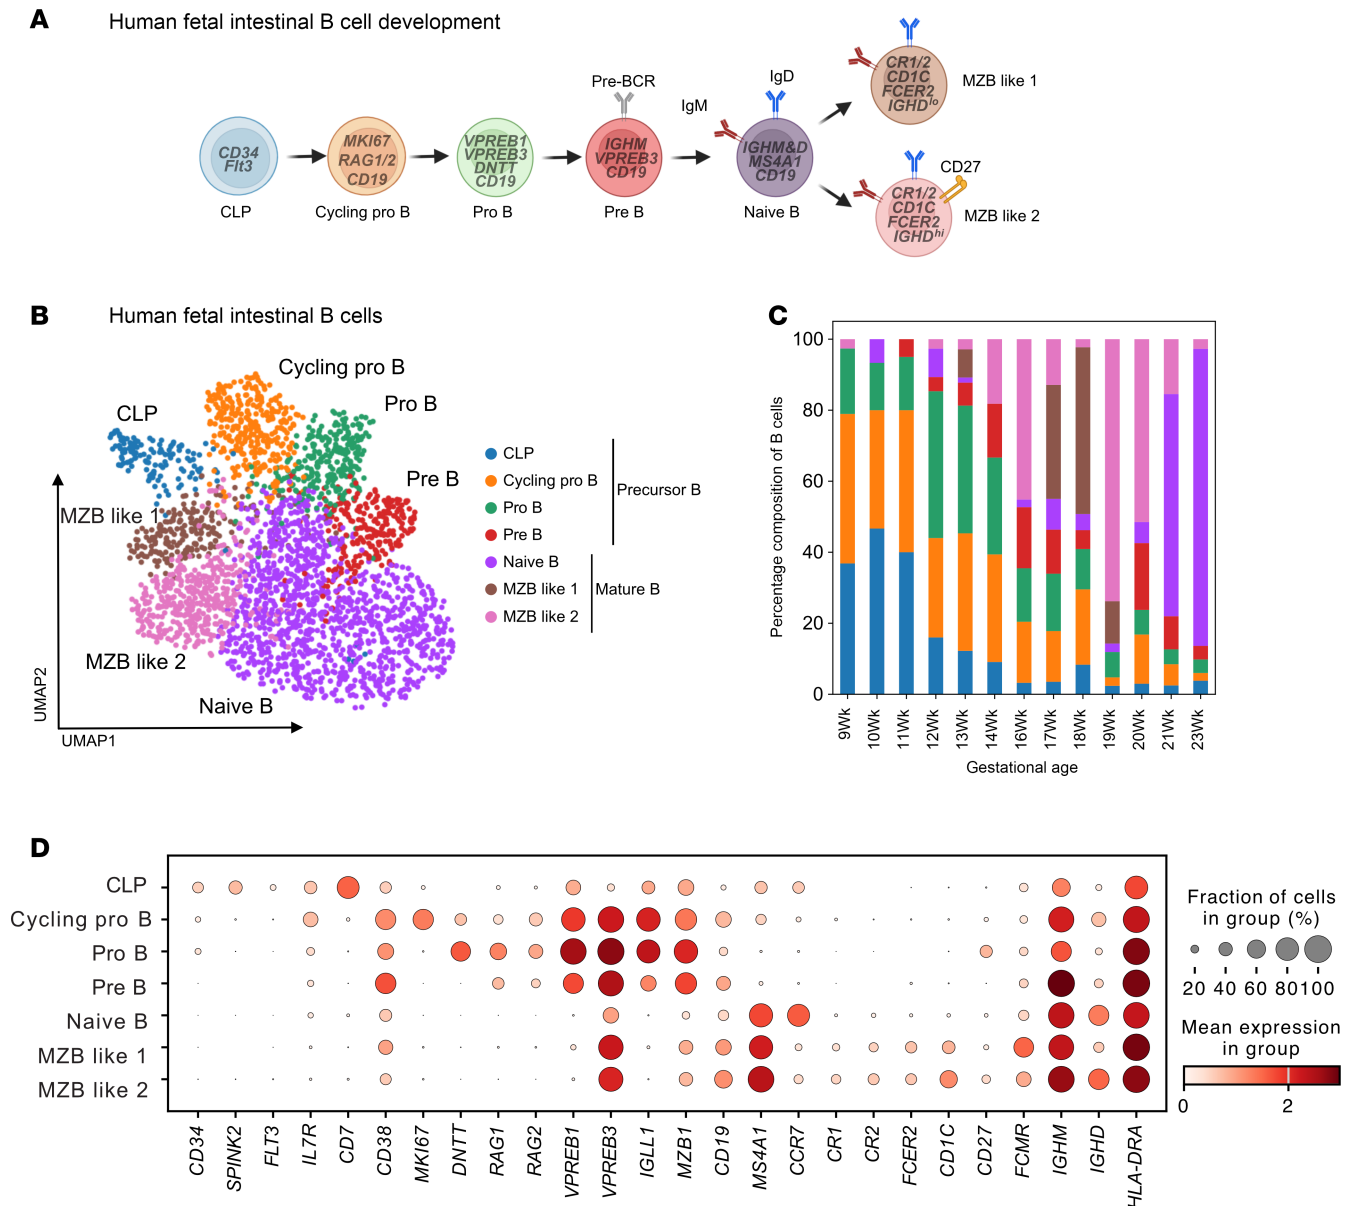 A
Human fetal intestinal B cell development
CD34
Flt3
CLP
MKI67
RAG1/2
CD19
Cycling pro B
VPREB1
VPREB3
DNTT
CD19
Pro B
Pre-BCR
IGHM
VPREB3
CD19
Pre B
IgM
IgD
IGHM&D
MS4A1
CD19
Naive B
CR1/2
CD1C
FCER2
IGHDlo
MZB like 1
CD27
CR1/2
CD1C
FCER2
IGHDhi
MZB like 2
B
Human fetal intestinal B cells
Cycling pro B
CLP
Pro B
Pre B
MZB like 1
MZB like 2
Naive B
UMAP2
UMAP1
CLP
Cycling pro B
Pro B
Pre B
Naive B
MZB like 1
MZB like 2
Precursor B
Mature B
C
Percentage composition of B cells
100
80
60
40
20
0
9Wk
10Wk
11Wk
12Wk
13Wk
14Wk
16Wk
17Wk
18Wk
19Wk
20Wk
21Wk
23Wk
Gestational age
D
CLP
Cycling pro B
Pro B
Pre B
Naive B
MZB like 1
MZB like 2
CD34
SPINK2
FLT3
IL7R
CD7
CD38
MKI67
DNTT
RAG1
RAG2
VPREB1
VPREB3
IGLL1
MZB1
CD19
MS4A1
CCR7
CR1
CR2
FCER2
CD1C
CD27
FCMR
IGHM
IGHD
HLA-DRA
Fraction of cells
in group (%)
20 40 60 80 100
Mean expression
in group
0 2